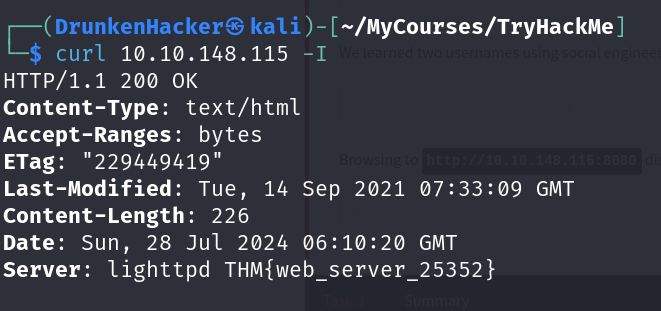 ┌──(DrunkenHacker㉿kali)-[~/MyCourses/TryHackMe]
└─$ curl 10.10.148.115 -I
We learned two usernames using social enginee
HTTP/1.1 200 OK
Content-Type: text/html
Accept-Ranges: bytes
ETag: "229449419"
Browsing to http://10.10.148.115:8080 di
Last-Modified: Tue, 14 Sep 2021 07:33:09 GMT
Content-Length: 226
Date: Sun, 28 Jul 2024 06:10:20 GMT
Server: lighttpd THM{web_server_25352}
Summary